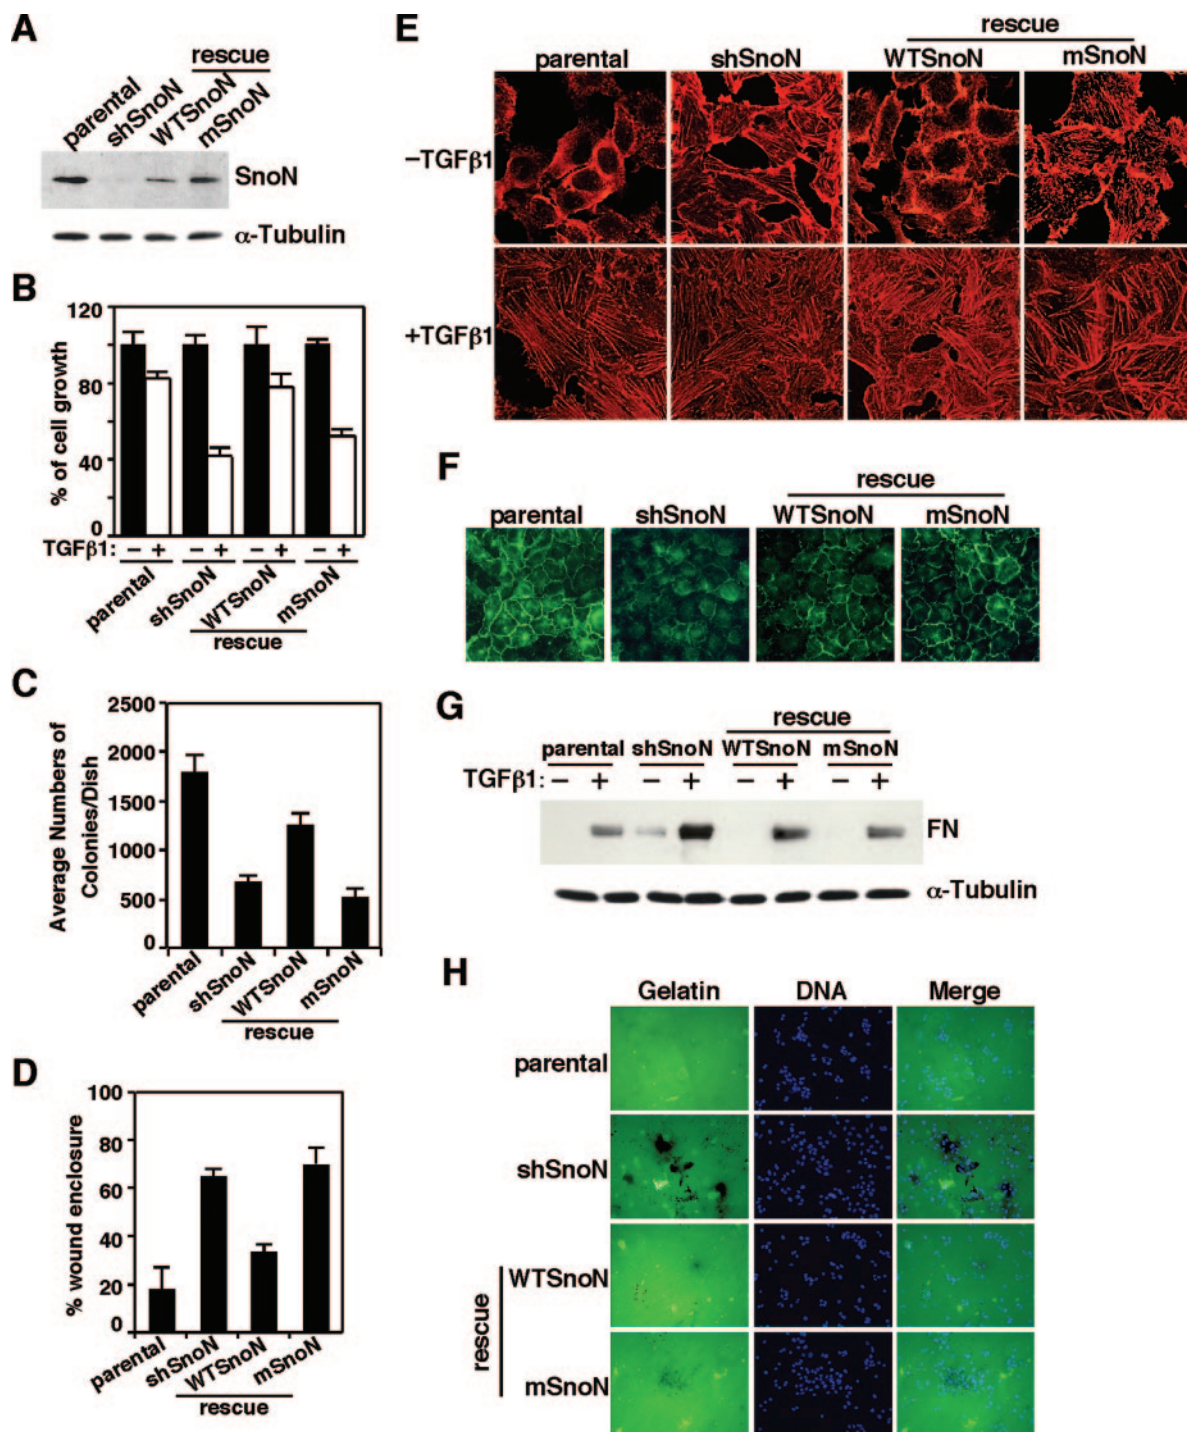 A
rescue
parental
shSnoN
WTSnoN
mSnoN
SnoN
α-Tubulin
B
120
80
40
0
% of cell growth
TGFβ1: − + − + − + − +
parental
shSnoN
WTSnoN
mSnoN
rescue
C
2500
2000
1500
1000
500
0
Average Numbers of
Colonies/Dish
parental
shSnoN
WTSnoN
mSnoN
rescue
D
100
80
60
40
20
0
% wound enclosure
parental
shSnoN
WTSnoN
mSnoN
rescue
E
rescue
parental shSnoN WTSnoN mSnoN
−TGFβ1
+TGFβ1
F
rescue
parental shSnoN WTSnoN mSnoN
G
rescue
parental shSnoN WTSnoN mSnoN
TGFβ1: − + − + − + − +
FN
α-Tubulin
H
Gelatin DNA Merge
parental
shSnoN
WTSnoN
mSnoN
rescue